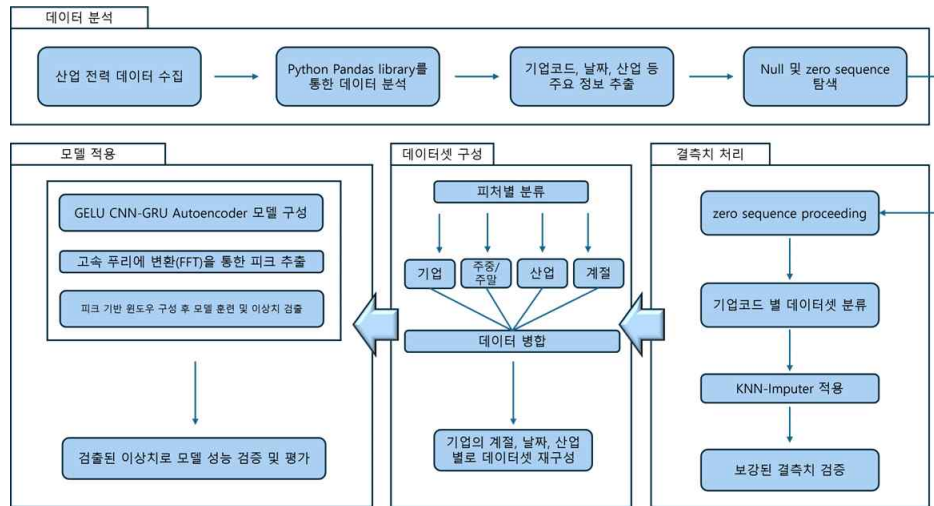 데이터 분석
산업 전력 데이터 수집
Python Pandas library를
통한 데이터 분석
기업코드, 날짜, 산업 등
주요 정보 추출
Null 및 zero sequence
탐색
모델 적용
GELU CNN-GRU Autoencoder 모델 구성
고속 푸리에 변환(FFT)을 통한 피크 추출
피크 기반 윈도우 구성 후 모델 훈련 및 이상치 검출
검출된 이상치로 모델 성능 검증 및 평가
데이터셋 구성
피처별 분류
기업
주중/
주말
산업
계절
데이터 병합
기업의 계절, 날짜, 산업
별로 데이터셋 재구성
결측치 처리
zero sequence proceeding
기업코드 별 데이터셋 분류
KNN-Imputer 적용
보강된 결측치 검증